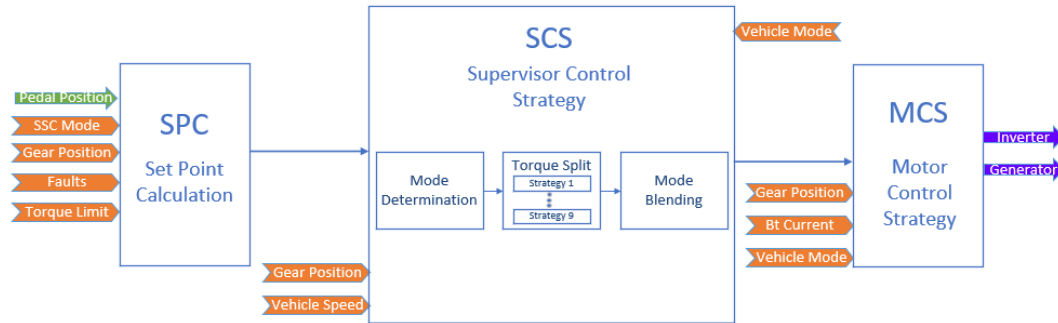 Pedal Position
SSC Mode
Gear Position
Faults
Torque Limit
SPC
Set Point
Calculation
SCS
Supervisor Control
Strategy
Vehicle Mode
Mode
Determination
Torque Split
Strategy 1
Strategy 9
Mode
Blending
Gear Position
Vehicle Speed
Gear Position
Bt Current
Vehicle Mode
MCS
Motor
Control
Strategy
Inverter
Generator